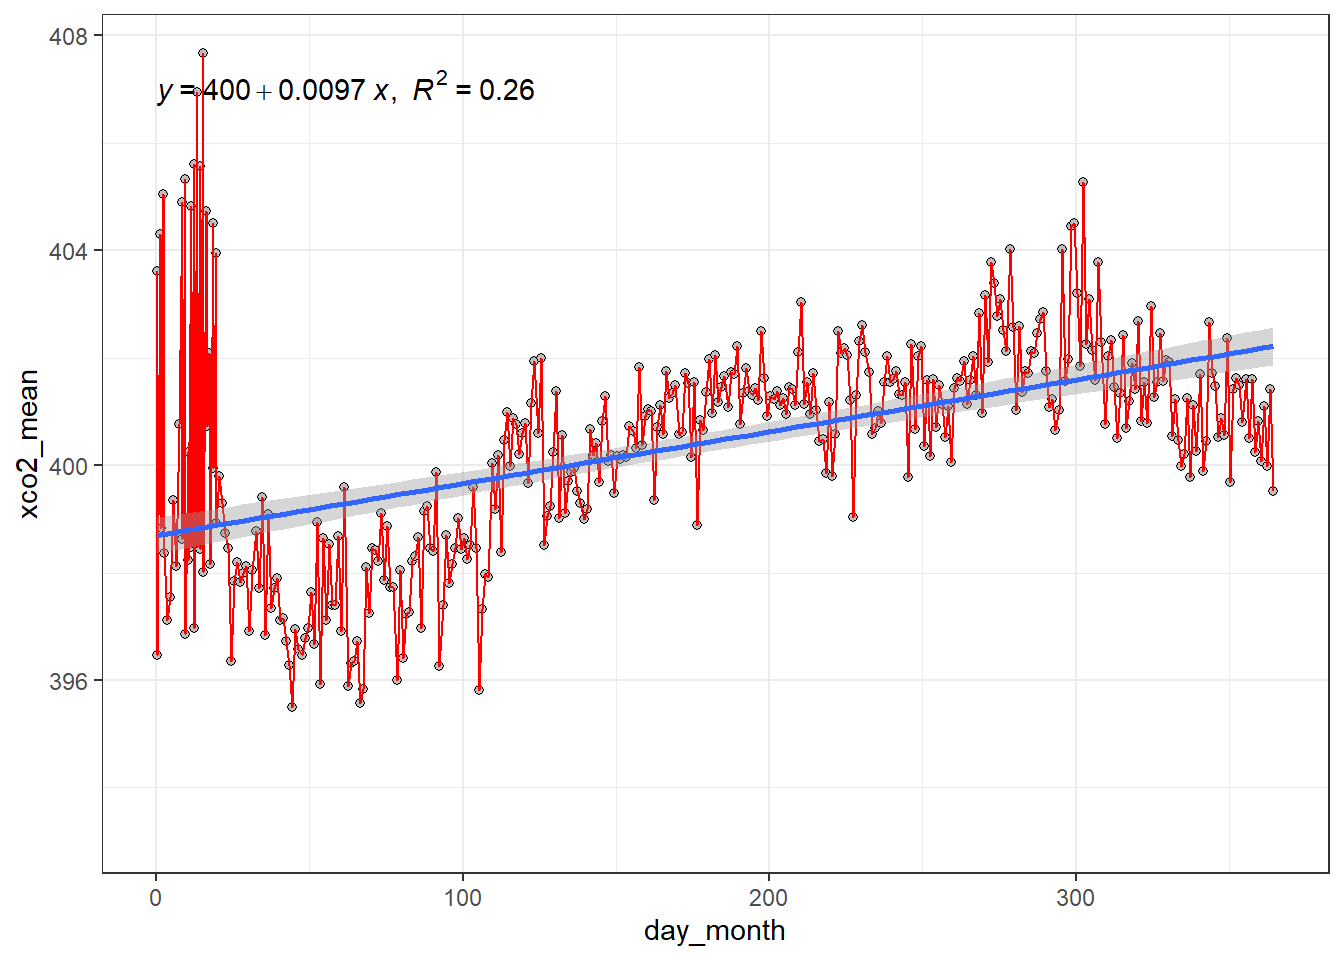 408
404
400
396
y = 400 + 0.0097 x, R² = 0.26
0 100 200 300
day_month
xco2_mean